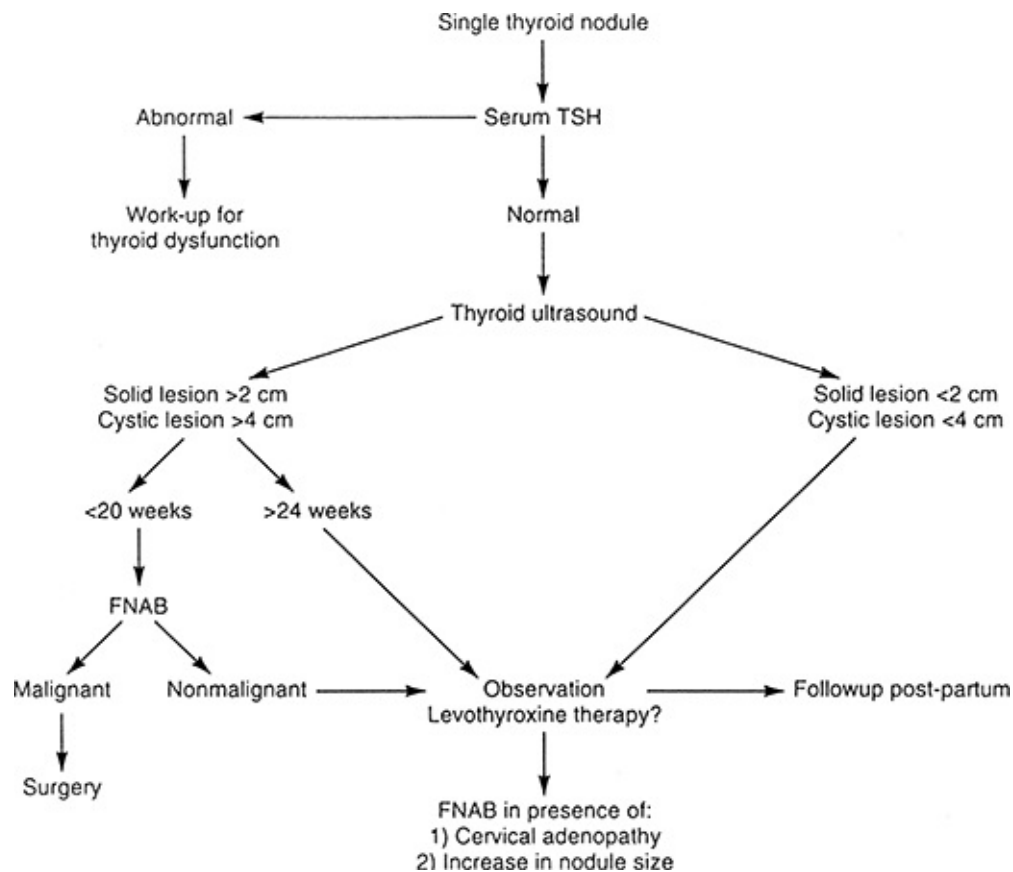 Single thyroid nodule
Abnormal
Serum TSH
Work-up for
thyroid dysfunction
Normal
Thyroid ultrasound
Solid lesion >2 cm
Cystic lesion >4 cm
Solid lesion <2 cm
Cystic lesion <4 cm
<20 weeks
>24 weeks
FNAB
Malignant
Nonmalignant
Observation
Levothyroxine therapy?
Followup post-partum
Surgery
FNAB in presence of:
1) Cervical adenopathy
2) Increase in nodule size